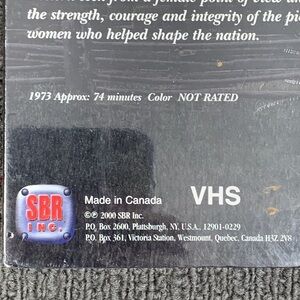 the strength, courage and integrity of the pi
women who helped shape the nation.
1973 Approx: 74 minutes Color NOT RATED
SBR
INC.
Made in Canada
VHS
©℗ 2000 SBR Inc.
P.O. Box 2600, Plattsburgh, NY. U.S.A., 12901-0229
P.O. Box 361, Victoria Station, Westmount, Quebec, Canada H3Z 2V8